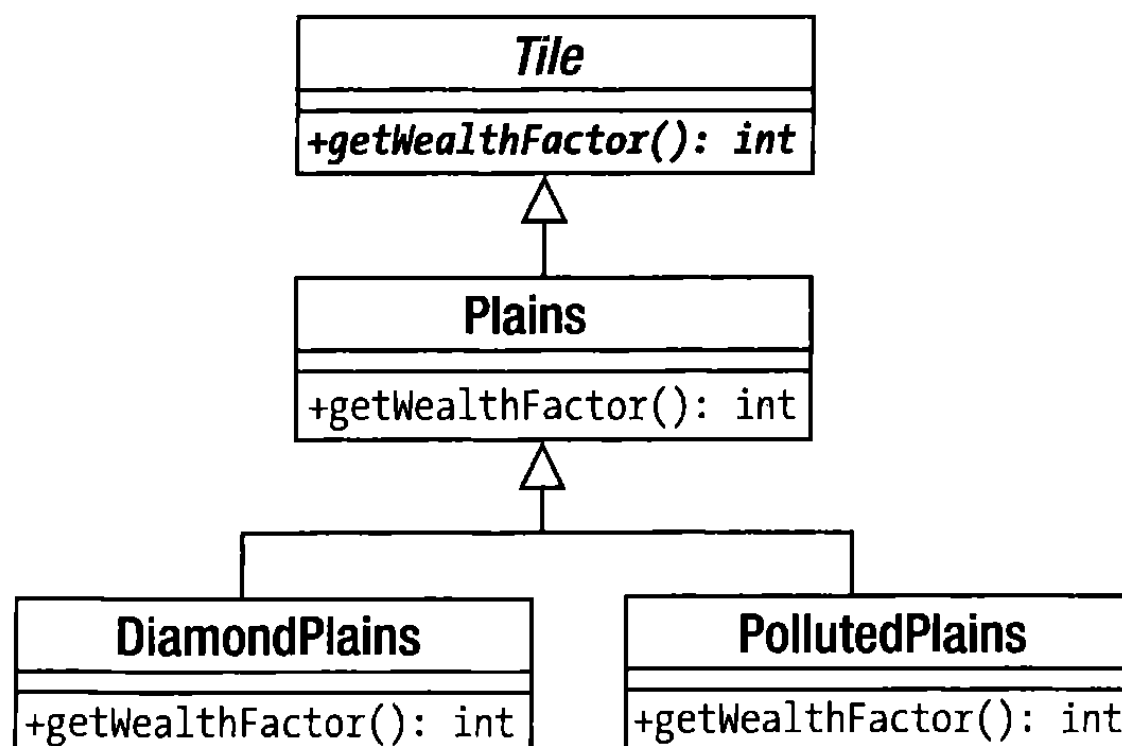 Tile
+getWealthFactor(): int
Plains
+getWealthFactor(): int
DiamondPlains
PollutedPlains
+getWealthFactor(): int
+getWealthFactor(): int